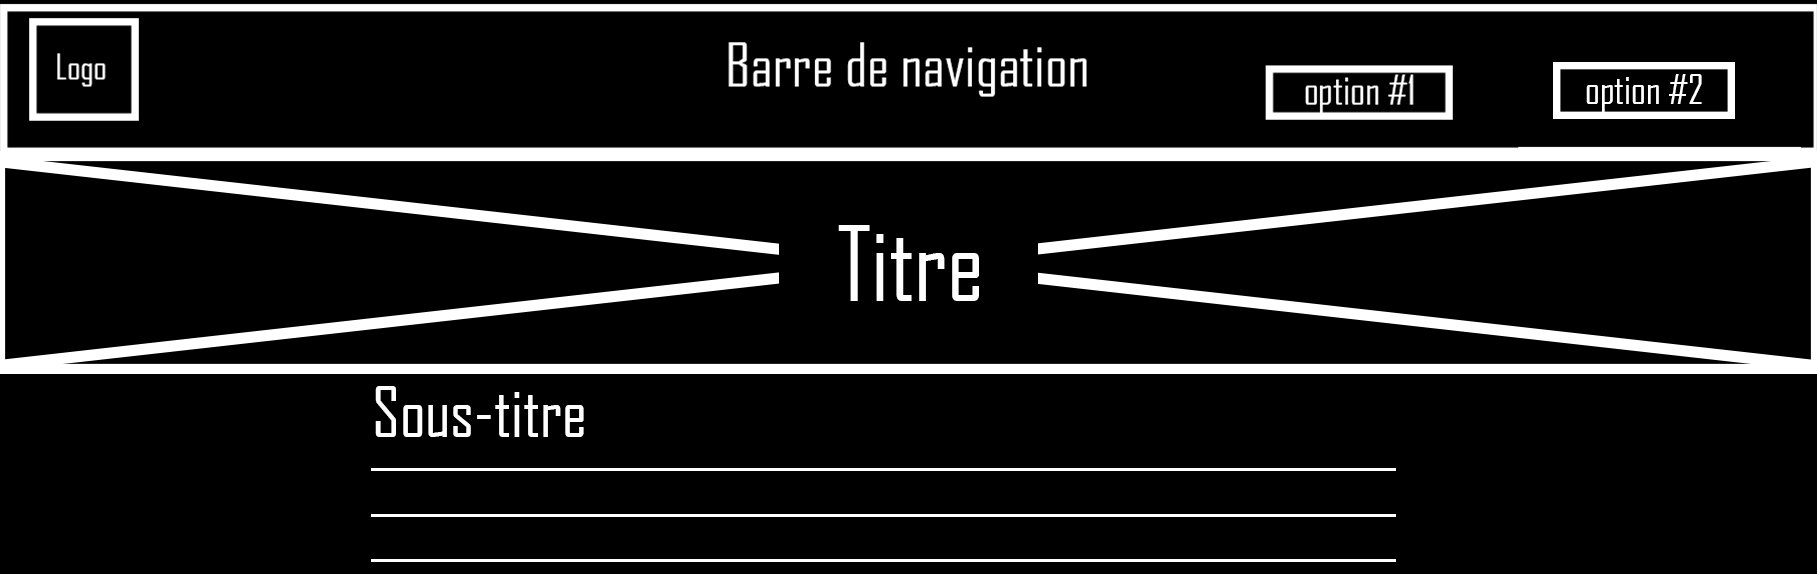 Logo
Barre de navigation
option #1
option #2
Titre
Sous-titre